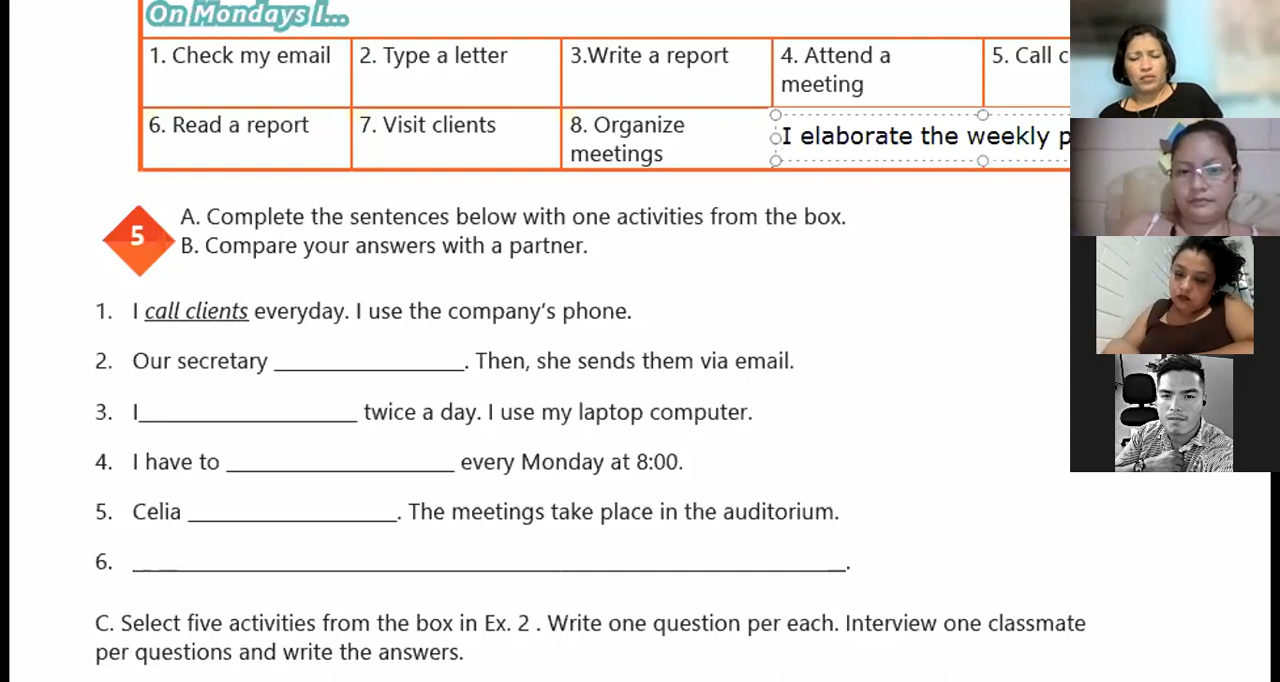 On Mondays I...
1. Check my email
2. Type a letter
3.Write a report
4. Attend a
meeting
5. Call
6. Read a report
7. Visit clients
8. Organize
meetings
I elaborate the weekly
5
A. Complete the sentences below with one activities from the box.
B. Compare your answers with a partner.
1. I call clients everyday. I use the company's phone.
2. Our secretary ________________. Then, she sends them via email.
3. I__________________ twice a day. I use my laptop computer.
4. I have to ___________________ every Monday at 8:00.
5. Celia _________________. The meetings take place in the auditorium.
6. ____________________________________________________________.
C. Select five activities from the box in Ex. 2 . Write one question per each. Interview one classmate
per questions and write the answers.